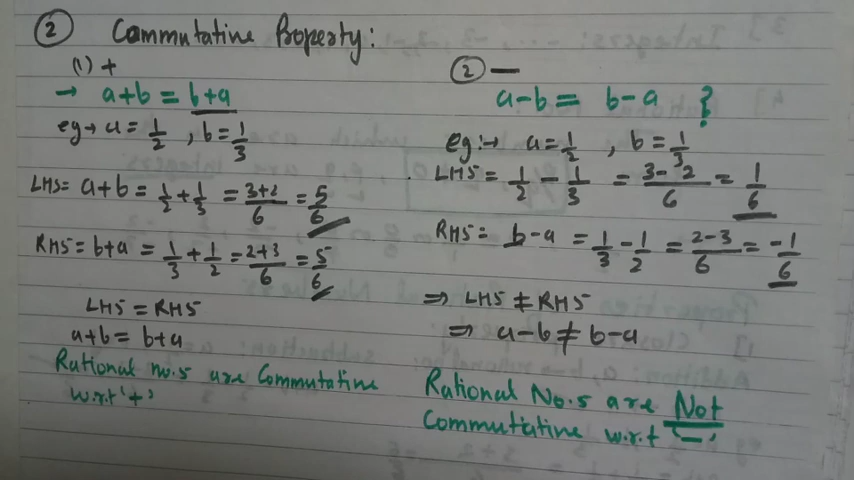 ② Commutative Property:
(1) +
→ a+b = b+a
eg → a = 1/2 , b = 1/3
LHS = a+b = 1/2 + 1/3 = 3+2/6 = 5/6
RHS = b+a = 1/3 + 1/2 = 2+3/6 = 5/6
LHS = RHS
a+b = b+a
Rational no.s are Commutative
w.r.t '+'
② —
a-b = b-a ?
eg:→ a = 1/2 , b = 1/3
LHS = 1/2 - 1/3 = 3-2/6 = 1/6
RHS = b-a = 1/3 - 1/2 = 2-3/6 = -1/6
⇒ LHS ≠ RHS
⇒ a-b ≠ b-a
Rational No.s are Not
Commutative w.r.t '—'